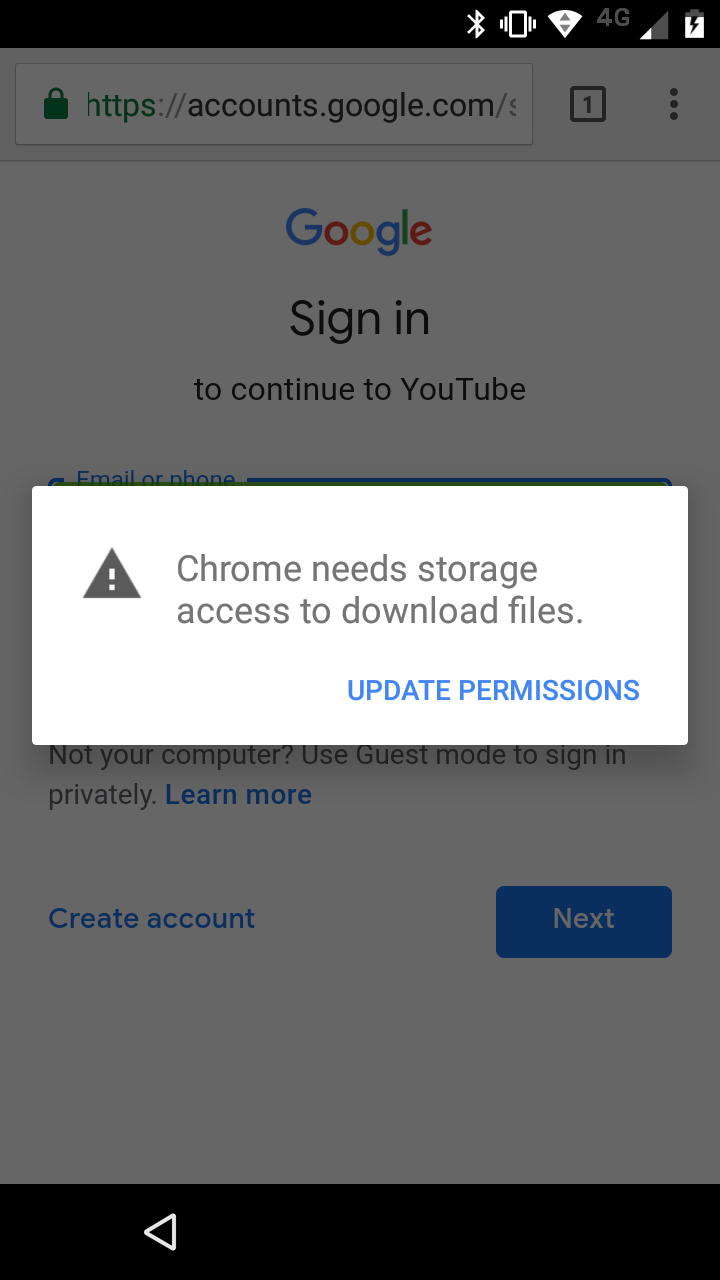 4G
https://accounts.google.com/
1
Google
Sign in
to continue to YouTube
Email or phone
Chrome needs storage
access to download files.
UPDATE PERMISSIONS
Not your computer? Use Guest mode to sign in
privately. Learn more
Create account
Next